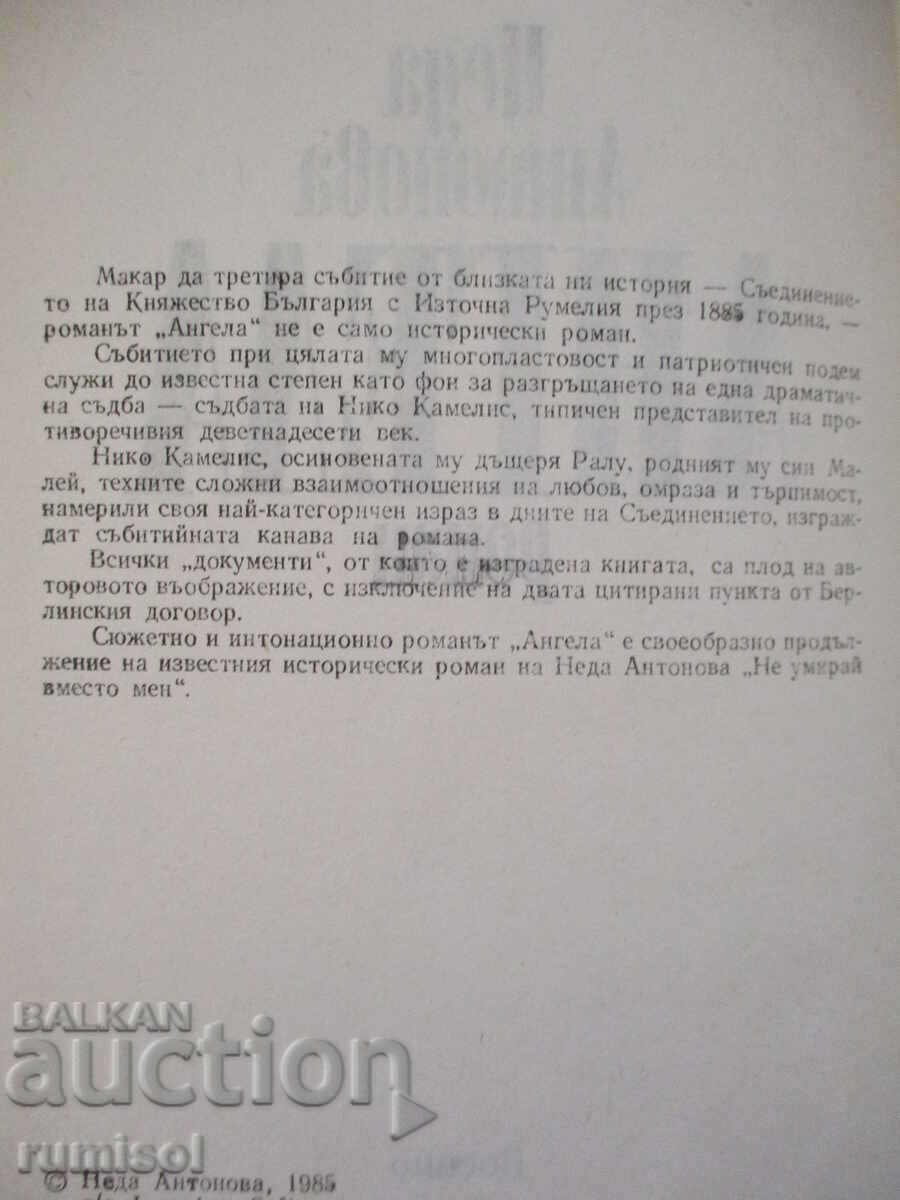 Неда
Антонова
Макар да третира събитие от близката ни история — Съединение-
то на Княжество България с Източна Румелия през 1885 година, —
романът „Ангела“ не е само исторически роман.
Събитието при цялата му многопластовост и патриотичен подем
служи до известна степен като фон за разгръщането на една драматич-
на съдба — съдбата на Нико Камелис, типичен представител на про-
тиворечивия деветнадесети век.
Нико Камелис, осиновената му дъщеря Ралу, родният му син Ма-
лей, техните сложни взаимоотношения на любов, омраза и търпимост,
намерили своя най-категоричен израз в дните на Съединението, изграж-
дат събитийната канава на романа.
Всички „документи“, от които е изградена книгата, са плод на ав-
торовото въображение, с изключение на двата цитирани пункта от Бер-
линския договор.
Сюжетно и интонационно романът „Ангела“ е своеобразно продъл-
жение на известния исторически роман на Неда Антонова „Не умирай
вместо мен“.
BALKAN
auction
rumisol
© Неда Антонова, 1985